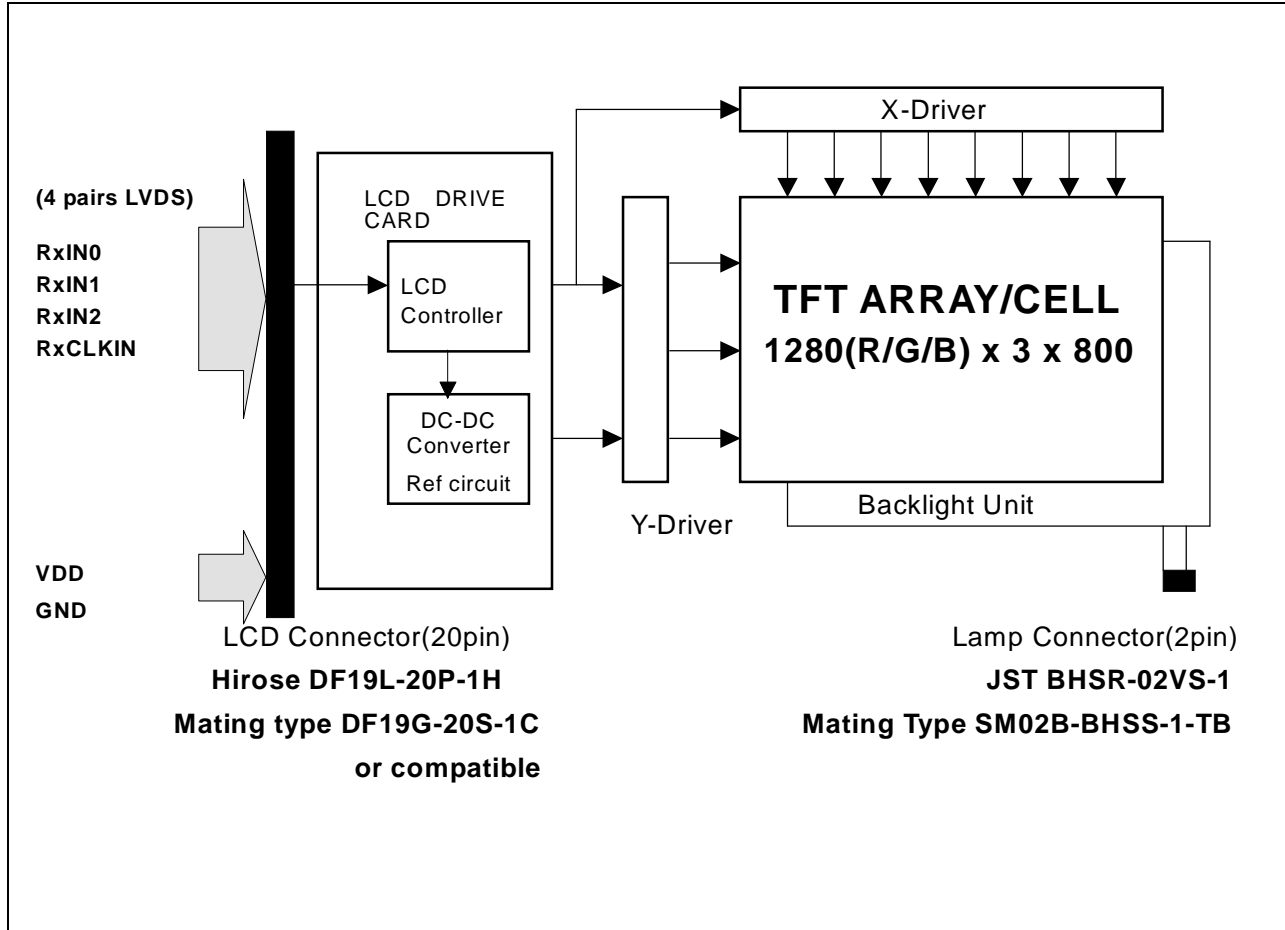 X-Driver
(4 pairs LVDS)
RxIN0
RxIN1
RxIN2
RxCLKIN
LCD DRIVE
CARD
LCD
Controller
DC-DC
Converter
Ref circuit
TFT ARRAY/CELL
1280(R/G/B) x 3 x 800
Backlight Unit
Y-Driver
VDD
GND
LCD Connector(20pin)
Hirose DF19L-20P-1H
Mating type DF19G-20S-1C
or compatible
Lamp Connector(2pin)
JST BHSR-02VS-1
Mating Type SM02B-BHSS-1-TB